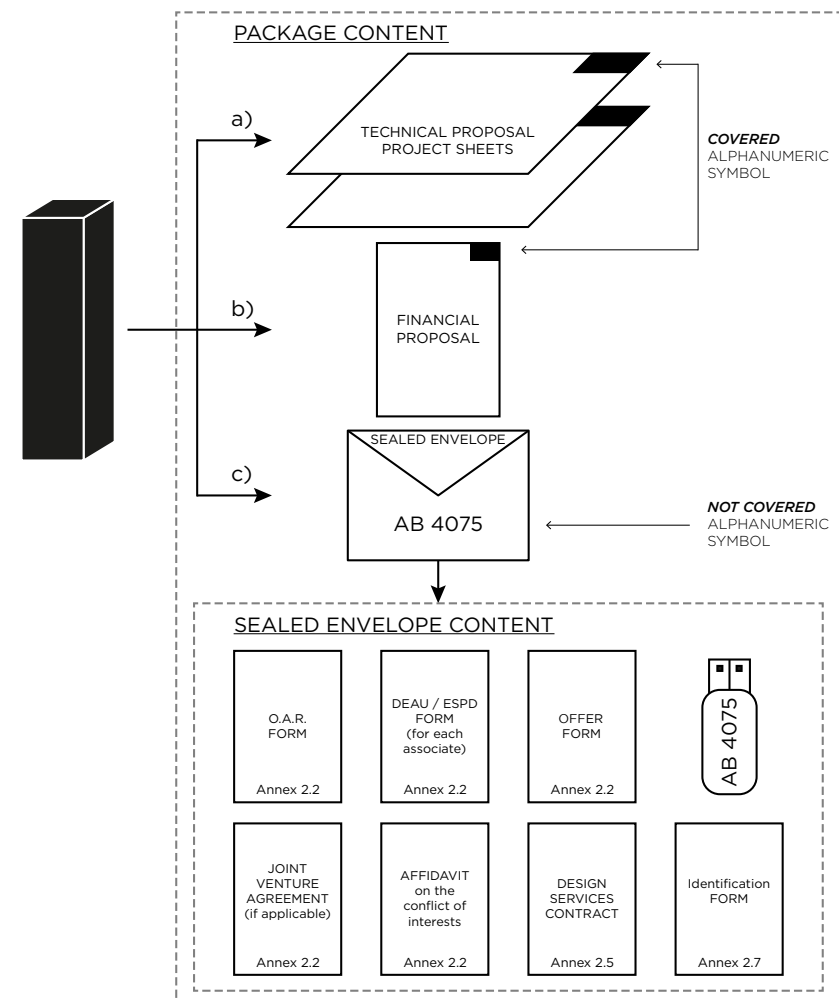 PACKAGE CONTENT
a)
TECHNICAL PROPOSAL
PROJECT SHEETS
COVERED
ALPHANUMERIC
SYMBOL
b)
FINANCIAL
PROPOSAL
c)
SEALED ENVELOPE
AB 4075
NOT COVERED
ALPHANUMERIC
SYMBOL
SEALED ENVELOPE CONTENT
O.A.R.
FORM
Annex 2.2
DEAU / ESPD
FORM
(for each
associate)
Annex 2.2
OFFER
FORM
Annex 2.2
AB 4075
JOINT
VENTURE
AGREEMENT
(if applicable)
Annex 2.2
AFFIDAVIT
on the
conflict of
interests
Annex 2.2
DESIGN
SERVICES
CONTRACT
Annex 2.5
Identification
FORM
Annex 2.7